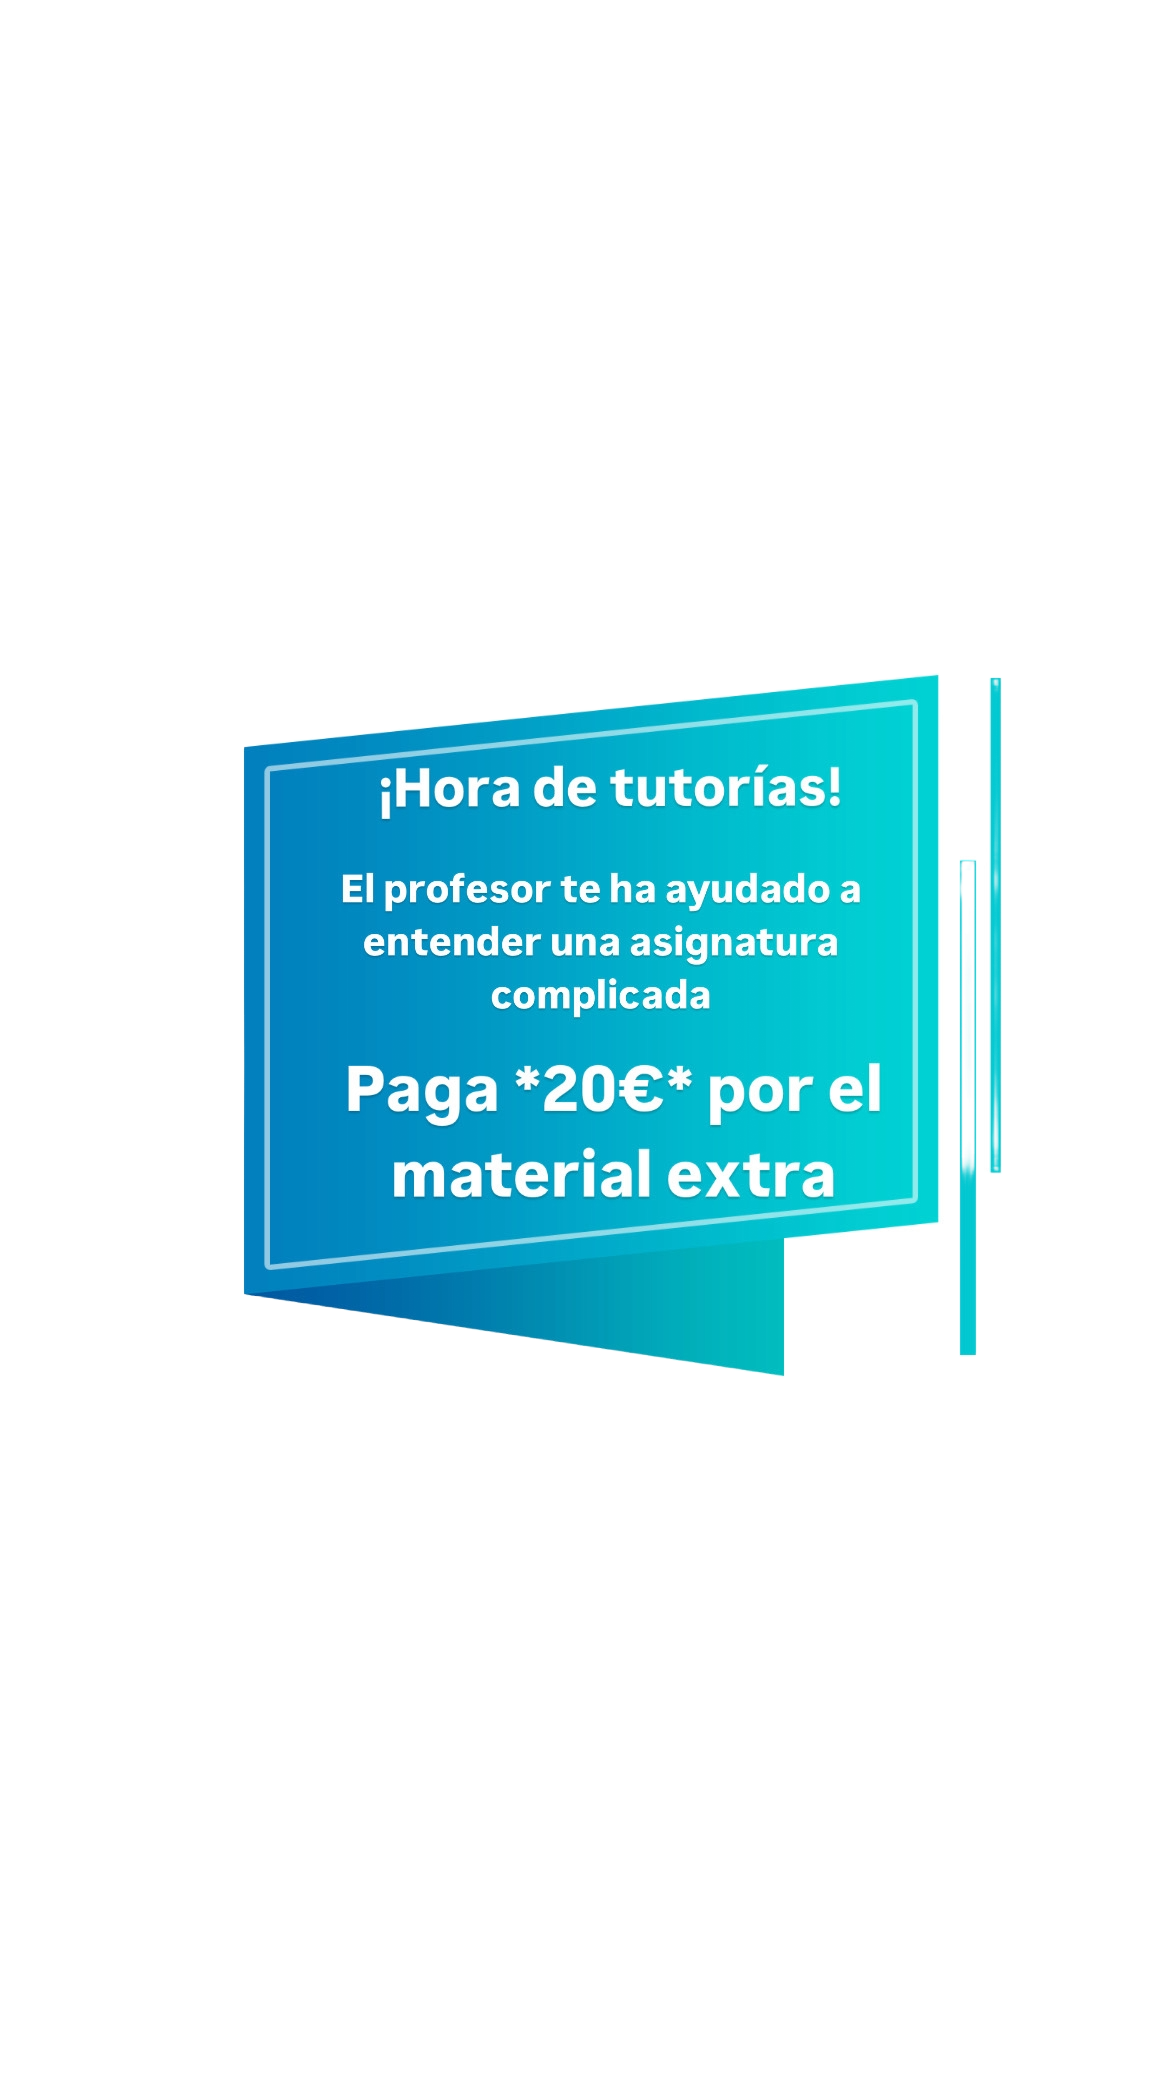 ¡Hora de tutorías!
El profesor te ha ayudado a
entender una asignatura
complicada
Paga *20€* por el
material extra